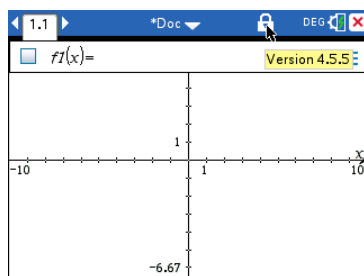 1.1 *Doc DEG
f1(x)=
Version 4.5.5
1
x
-10 1 10
-6.67